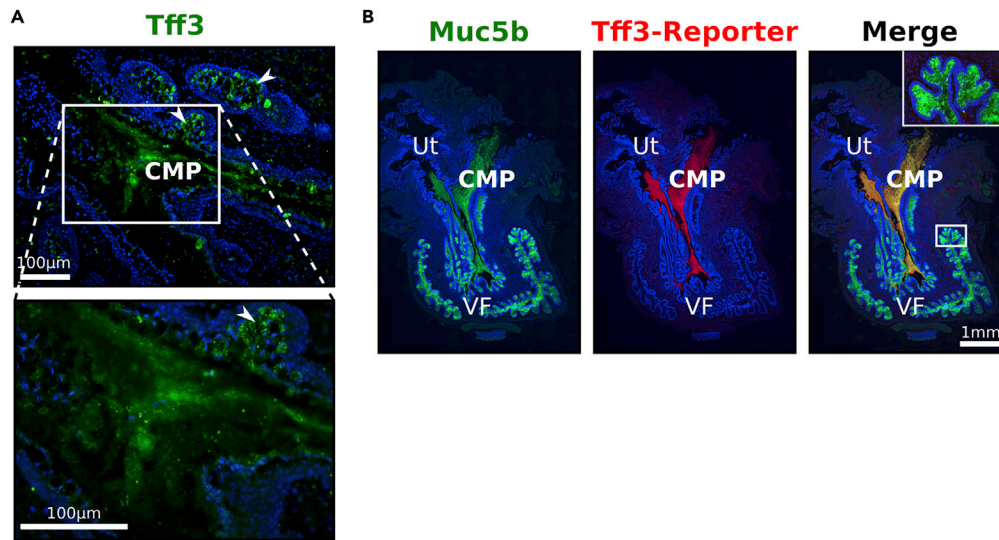 A
Tff3
CMP
100μm
100μm
B
Muc5b
Tff3-Reporter
Merge
Ut
CMP
VF
Ut
CMP
VF
Ut
CMP
VF
1mm